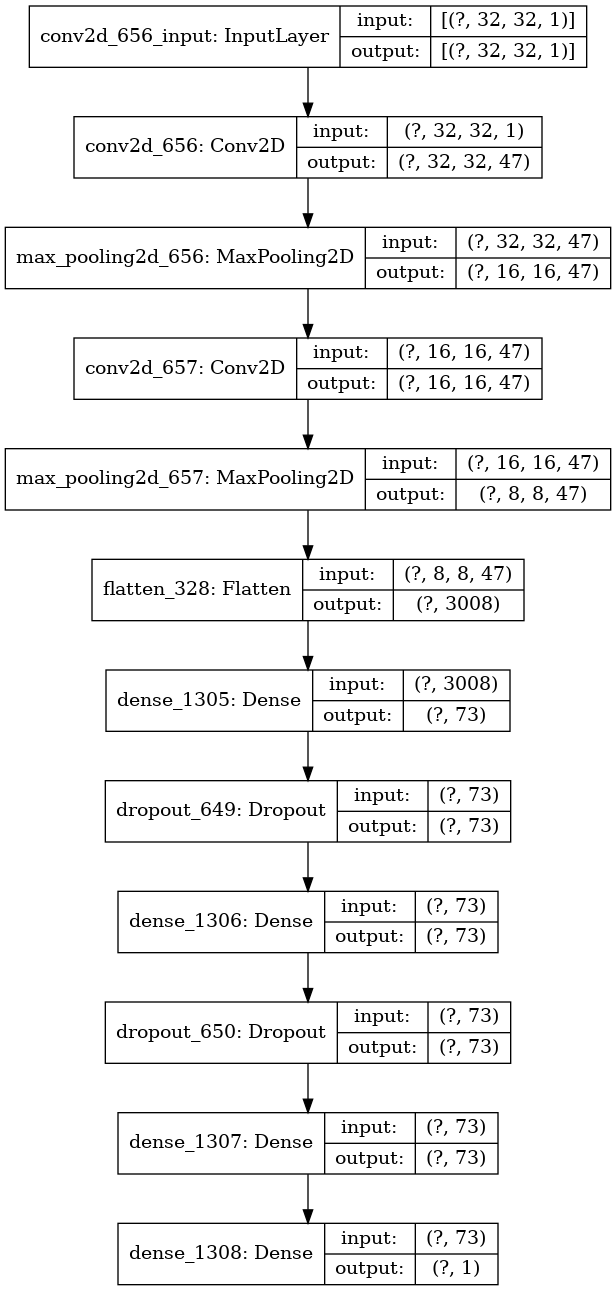 conv2d_656_input: InputLayer
input:
[(?, 32, 32, 1)]
output:
[(?, 32, 32, 1)]
conv2d_656: Conv2D
input:
(?, 32, 32, 1)
output:
(?, 32, 32, 47)
max_pooling2d_656: MaxPooling2D
input:
(?, 32, 32, 47)
output:
(?, 16, 16, 47)
conv2d_657: Conv2D
input:
(?, 16, 16, 47)
output:
(?, 16, 16, 47)
max_pooling2d_657: MaxPooling2D
input:
(?, 16, 16, 47)
output:
(?, 8, 8, 47)
flatten_328: Flatten
input:
(?, 8, 8, 47)
output:
(?, 3008)
dense_1305: Dense
input:
(?, 3008)
output:
(?, 73)
dropout_649: Dropout
input:
(?, 73)
output:
(?, 73)
dense_1306: Dense
input:
(?, 73)
output:
(?, 73)
dropout_650: Dropout
input:
(?, 73)
output:
(?, 73)
dense_1307: Dense
input:
(?, 73)
output:
(?, 73)
dense_1308: Dense
input:
(?, 73)
output:
(?, 1)